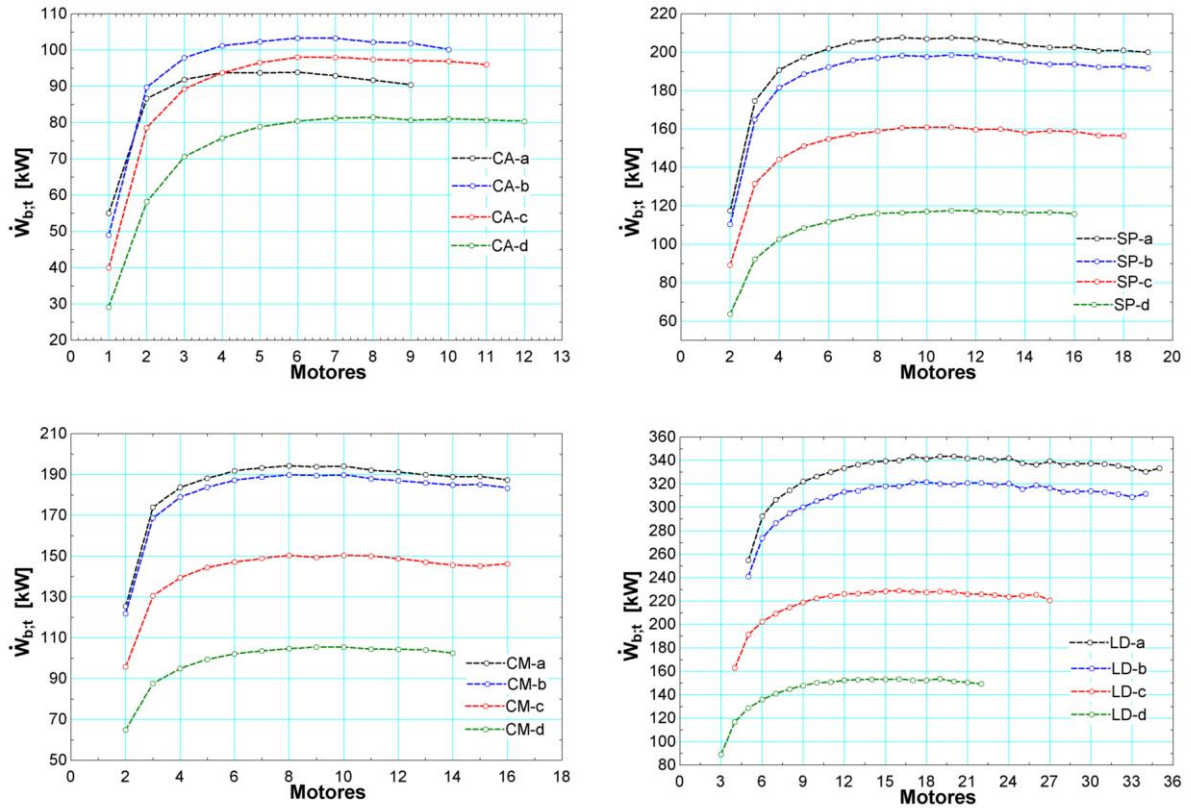 110
100
90
80
70
60
50
40
30
20
Ẇb;t [kW]
CA-a
CA-b
CA-c
CA-d
0 1 2 3 4 5 6 7 8 9 10 11 12 13
Motores
220
200
180
160
140
120
100
80
60
Ẇb;t [kW]
SP-a
SP-b
SP-c
SP-d
0 2 4 6 8 10 12 14 16 18 20
Motores
210
190
170
150
130
110
90
70
50
Ẇb;t [kW]
CM-a
CM-b
CM-c
CM-d
0 2 4 6 8 10 12 14 16 18
Motores
360
340
320
300
280
260
240
220
200
180
160
140
120
100
80
Ẇb;t [kW]
LD-a
LD-b
LD-c
LD-d
0 3 6 9 12 15 18 21 24 27 30 33 36
Motores